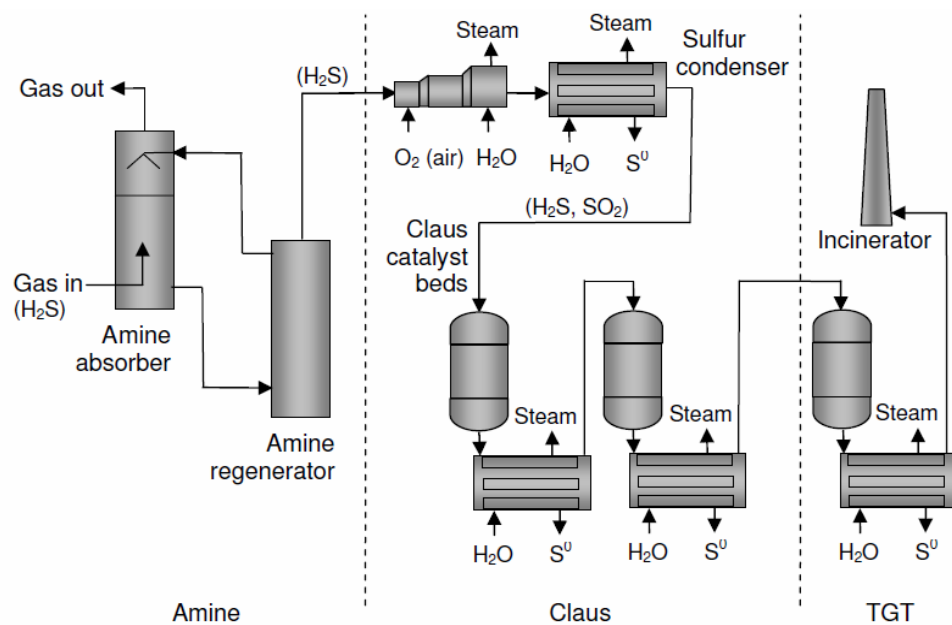 Steam
Steam
Sulfur
condenser
(H₂S)
Gas out
O₂ (air)
H₂O
H₂O
S⁰
(H₂S, SO₂)
Claus
catalyst
beds
Incinerator
Gas in
(H₂S)
Amine
absorber
Steam
Steam
Steam
Amine
regenerator
H₂O
S⁰
H₂O
S⁰
H₂O
S⁰
Amine
Claus
TGT